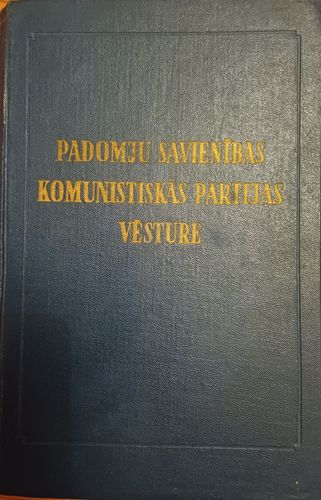 PADOMJU SAVIENĪBAS
KOMUNISTISKĀS PARTIJAS
VĒSTURE